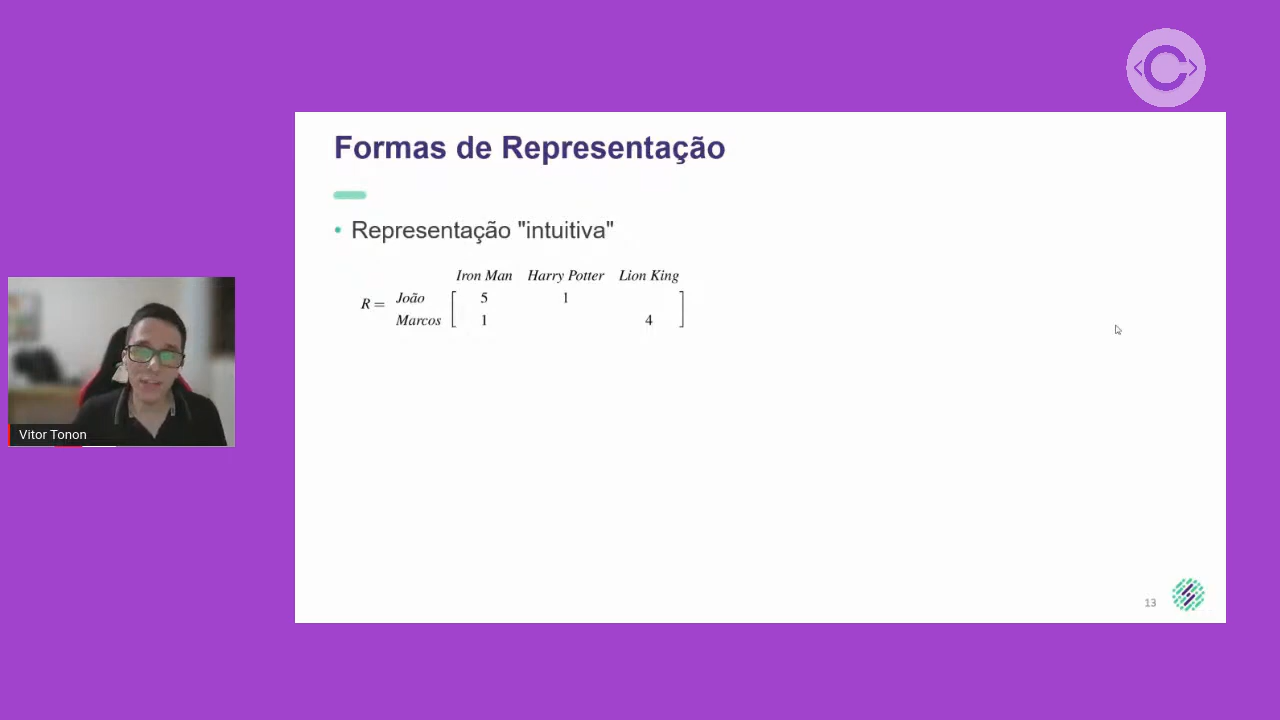 Formas de Representação
• Representação "intuitiva"
Iron Man Harry Potter Lion King
R = João [ 5 1 ]
Marcos 1 4
Vitor Tonon
13